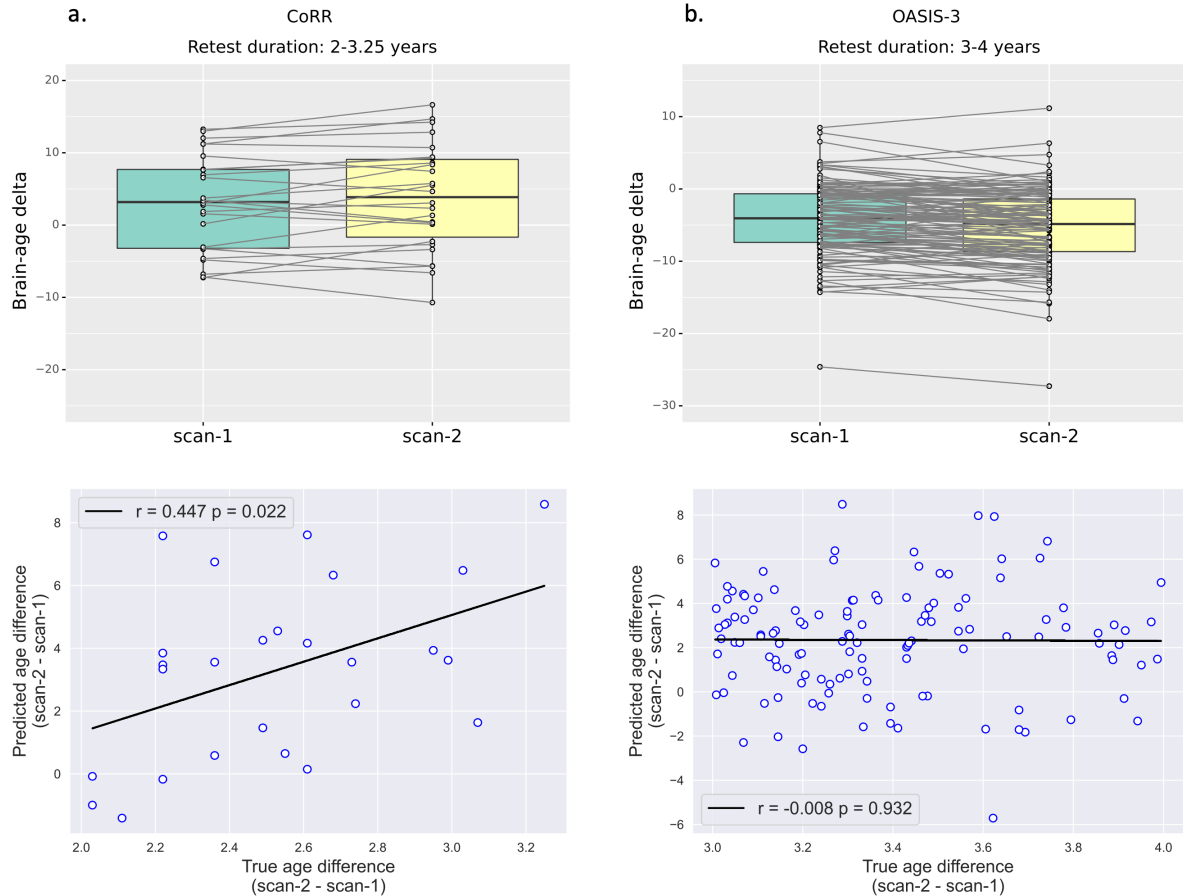 a.
CoRR
Retest duration: 2-3.25 years
20
10
0
−10
−20
Brain-age delta
scan-1
scan-2
b.
OASIS-3
Retest duration: 3-4 years
10
0
−10
−20
−30
Brain-age delta
scan-1
scan-2
r = 0.447 p = 0.022
8
6
4
2
0
Predicted age difference
(scan-2 - scan-1)
2.0 2.2 2.4 2.6 2.8 3.0 3.2
True age difference
(scan-2 - scan-1)
8
6
4
2
0
−2
−4
−6
Predicted age difference
(scan-2 - scan-1)
r = -0.008 p = 0.932
3.0 3.2 3.4 3.6 3.8 4.0
True age difference
(scan-2 - scan-1)